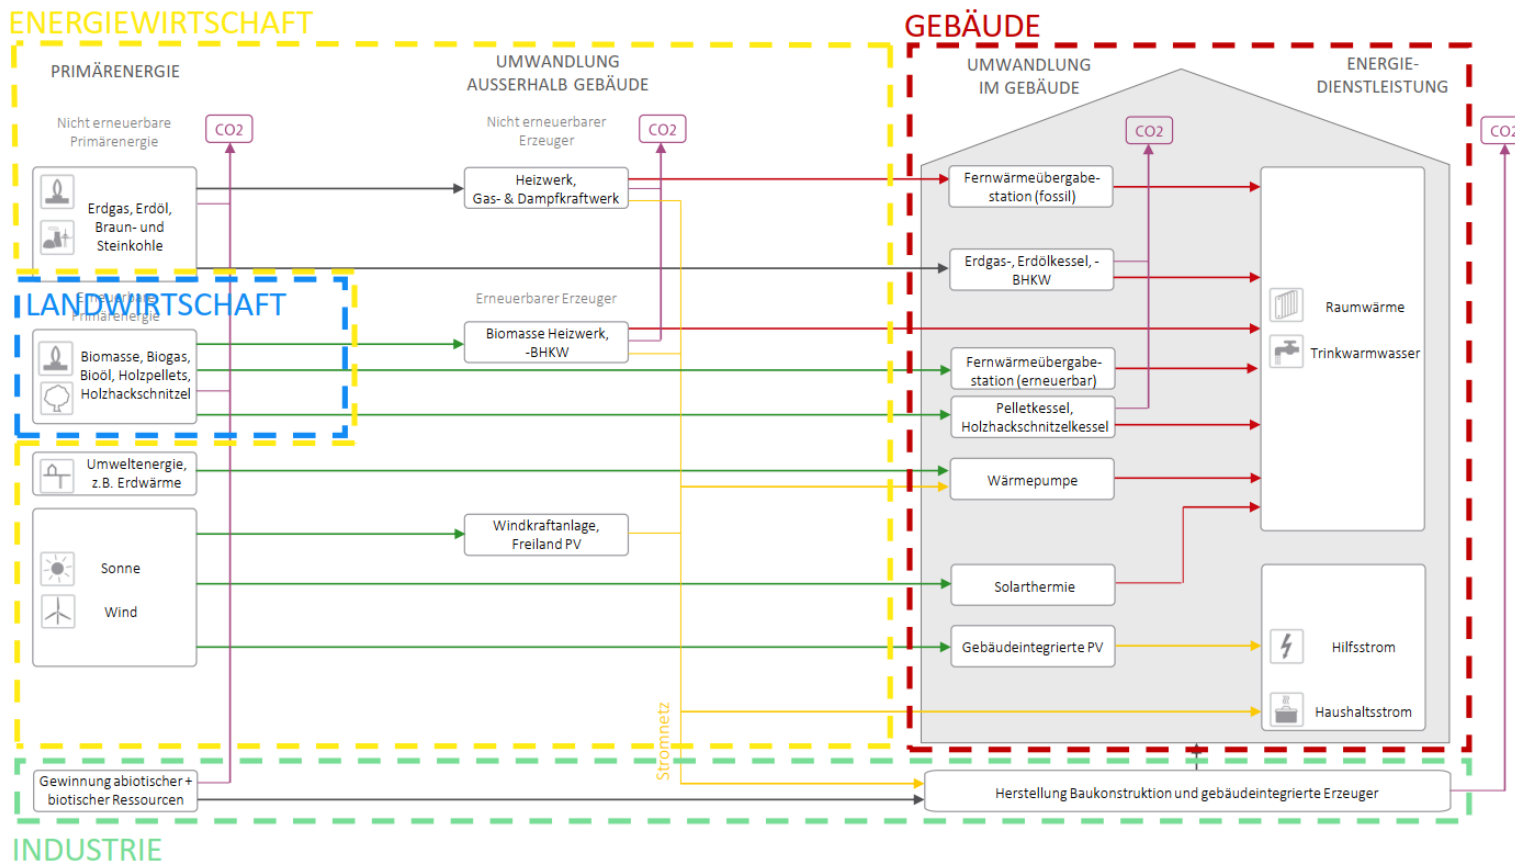 ENERGIEWIRTSCHAFT
PRIMÄRENERGIE
UMWANDLUNG
AUSSERHALB GEBÄUDE
Nicht erneuerbare
Primärenergie
CO2
Nicht erneuerbarer
Erzeuger
CO2
Erdgas, Erdöl,
Braun- und
Steinkohle
Heizwerk,
Gas- & Dampfkraftwerk
LANDWIRTSCHAFT
Erneuerbare
Primärenergie
Erneuerbarer Erzeuger
Biomasse, Biogas,
Bioöl, Holzpellets,
Holzhackschnitzel
Biomasse Heizwerk,
-BHKW
Umweltenergie,
z.B. Erdwärme
Windkraftanlage,
Freiland PV
Sonne
Wind
Stromnetz
GEBÄUDE
UMWANDLUNG
IM GEBÄUDE
ENERGIE-
DIENSTLEISTUNG
CO2
CO2
Fernwärmeübergabe-
station (fossil)
Erdgas-, Erdölkessel, -
BHKW
Fernwärmeübergabe-
station (erneuerbar)
Pelletkessel,
Holzhackschnitzelkessel
Wärmepumpe
Solarthermie
Gebäudeintegrierte PV
Raumwärme
Trinkwarmwasser
Hilfsstrom
Haushaltsstrom
Gewinnung abiotischer +
biotischer Ressourcen
Herstellung Baukonstruktion und gebäudeintegrierte Erzeuger
INDUSTRIE